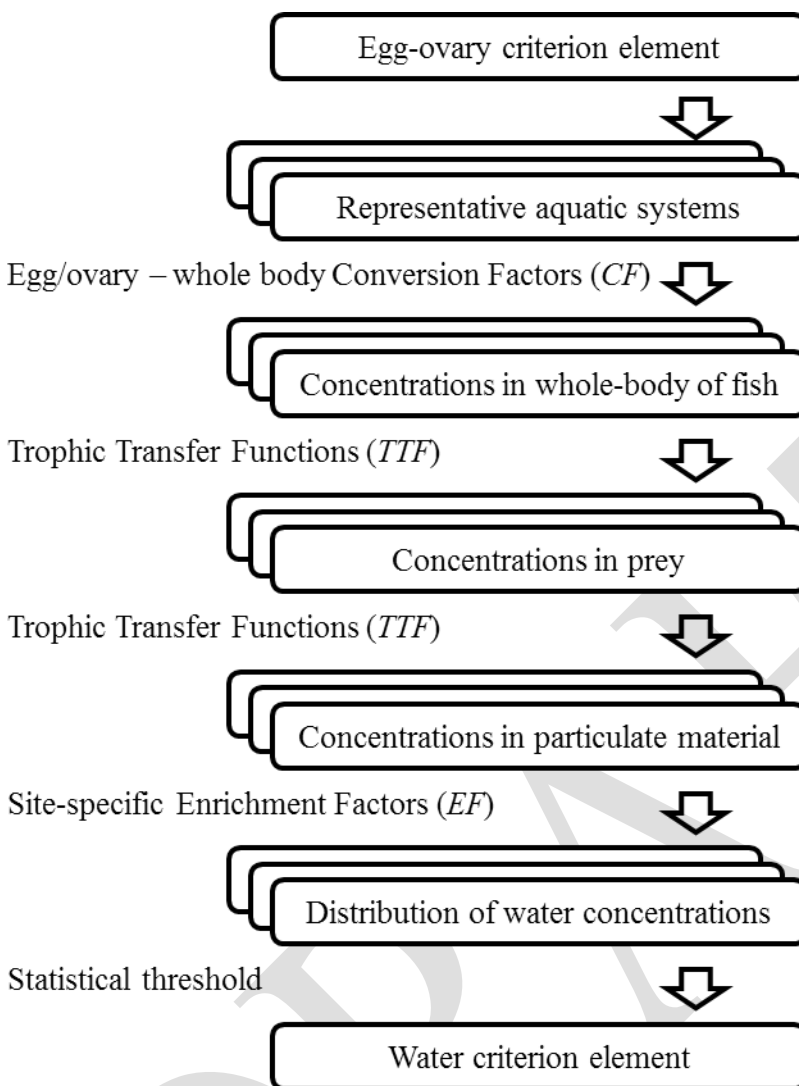 Egg-ovary criterion element
Representative aquatic systems
Egg/ovary – whole body Conversion Factors (CF)
Concentrations in whole-body of fish
Trophic Transfer Functions (TTF)
Concentrations in prey
Trophic Transfer Functions (TTF)
Concentrations in particulate material
Site-specific Enrichment Factors (EF)
Distribution of water concentrations
Statistical threshold
Water criterion element